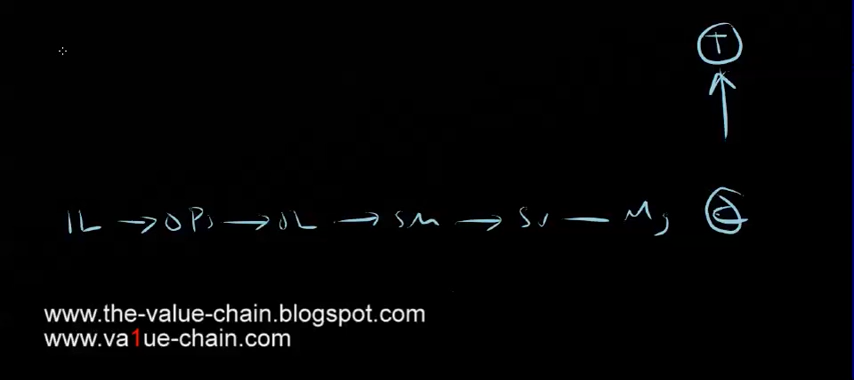 T
IL → OPs → OL → SM → SV — Mg
www.the-value-chain.blogspot.com
www.va1ue-chain.com